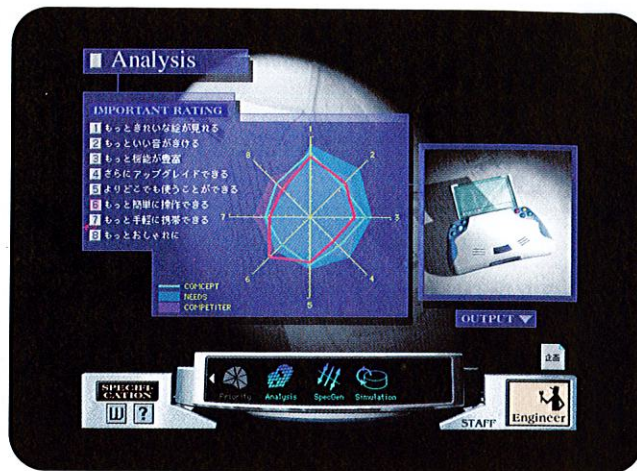 Analysis
IMPORTANT RATING
1 もっときれいな絵が見れる
2 もっといい音がきける
3 もっと機能が豊富
4 さらにアップグレイドできる
5 よりどこでも使うことができる
6 もっと簡単に操作できる
7 もっと手軽に携帯できる
8 もっとおしゃれに
1
2
3
4
5
6
7
8
COMCEPT
NEEDS
COMPETITER
OUTPUT
企画
SPECIFI-
CATION
W ?
Priority Analysis SpecGen Simulation
STAFF
Engineer